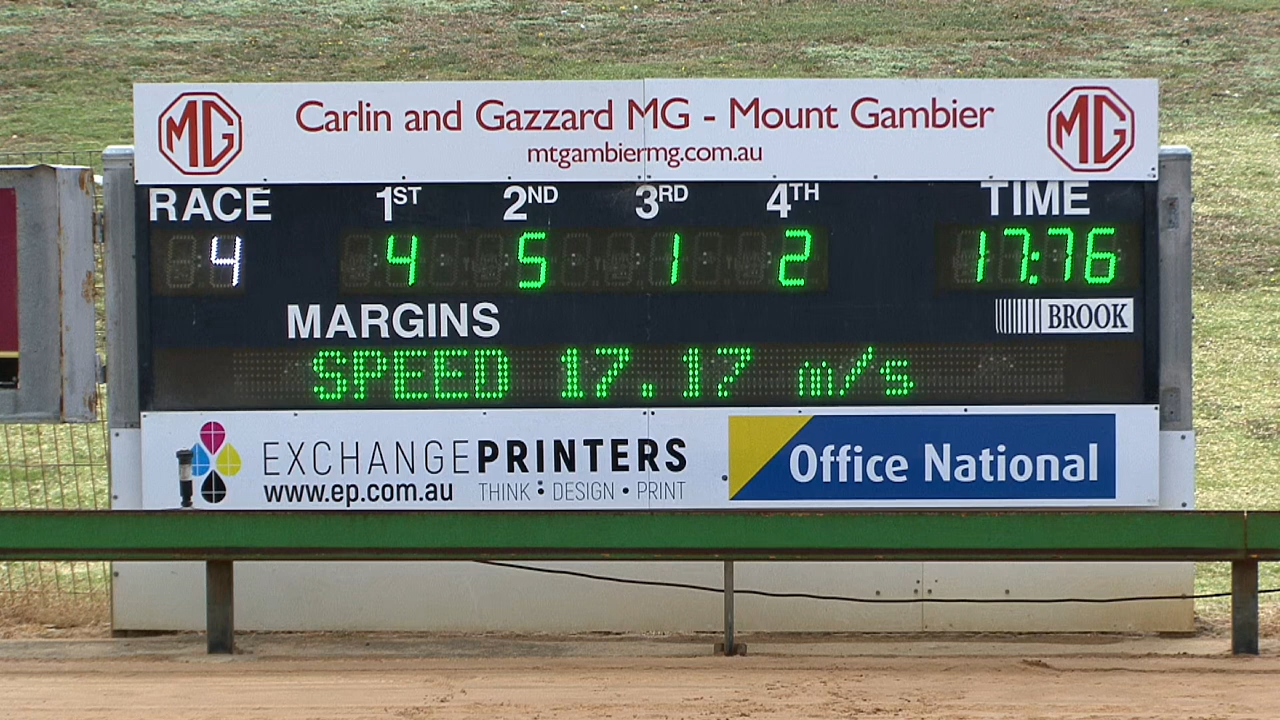 MG Carlin and Gazzard MG - Mount Gambier MG
mtgambiermg.com.au
RACE 1ST 2ND 3RD 4TH TIME
4 4 5 1 2 17:76
MARGINS BROOK
SPEED 17.17 m/s
EXCHANGEPRINTERS Office National
www.ep.com.au THINK • DESIGN • PRINT